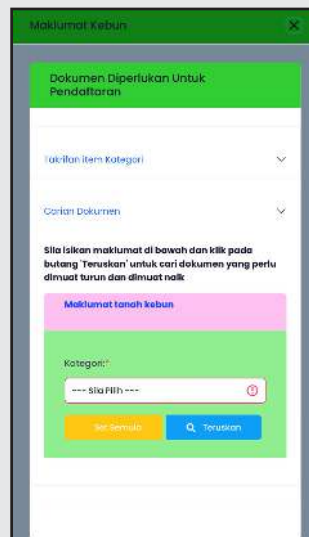 Maklumat Kebun
Dokumen Diperlukan Untuk
Pendaftaran
Takrifan Item Kategori
Carian Dokumen
Sila isikan maklumat di bawah dan klik pada
butang 'Teruskan' untuk cari dokumen yang perlu
dimuat turun dan dimuat naik
Maklumat tanah kebun
Kategori:*
--- Sila Pilih ---
Set Semula
Teruskan